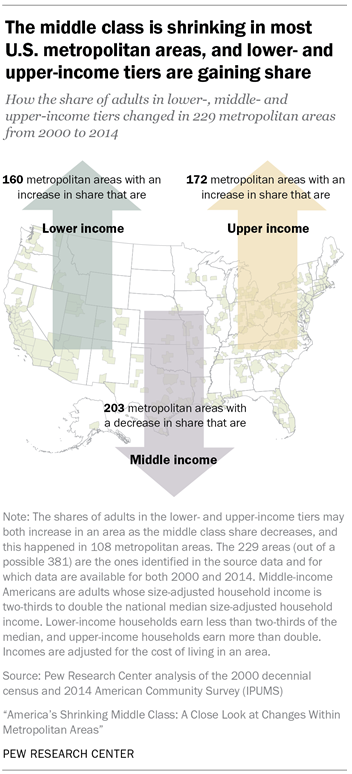 The middle class is shrinking in most
U.S. metropolitan areas, and lower- and
upper-income tiers are gaining share
How the share of adults in lower-, middle- and
upper-income tiers changed in 229 metropolitan areas
from 2000 to 2014
160 metropolitan areas with an
increase in share that are
Lower income
172 metropolitan areas with an
increase in share that are
Upper income
203 metropolitan areas with
a decrease in share that are
Middle income
Note: The shares of adults in the lower- and upper-income tiers may
both increase in an area as the middle class share decreases, and
this happened in 108 metropolitan areas. The 229 areas (out of a
possible 381) are the ones identified in the source data and for
which data are available for both 2000 and 2014. Middle-income
Americans are adults whose size-adjusted household income is
two-thirds to double the national median size-adjusted household
income. Lower-income households earn less than two-thirds of the
median, and upper-income households earn more than double.
Incomes are adjusted for the cost of living in an area.
Source: Pew Research Center analysis of the 2000 decennial
census and 2014 American Community Survey (IPUMS)
“America’s Shrinking Middle Class: A Close Look at Changes Within
Metropolitan Areas”
PEW RESEARCH CENTER